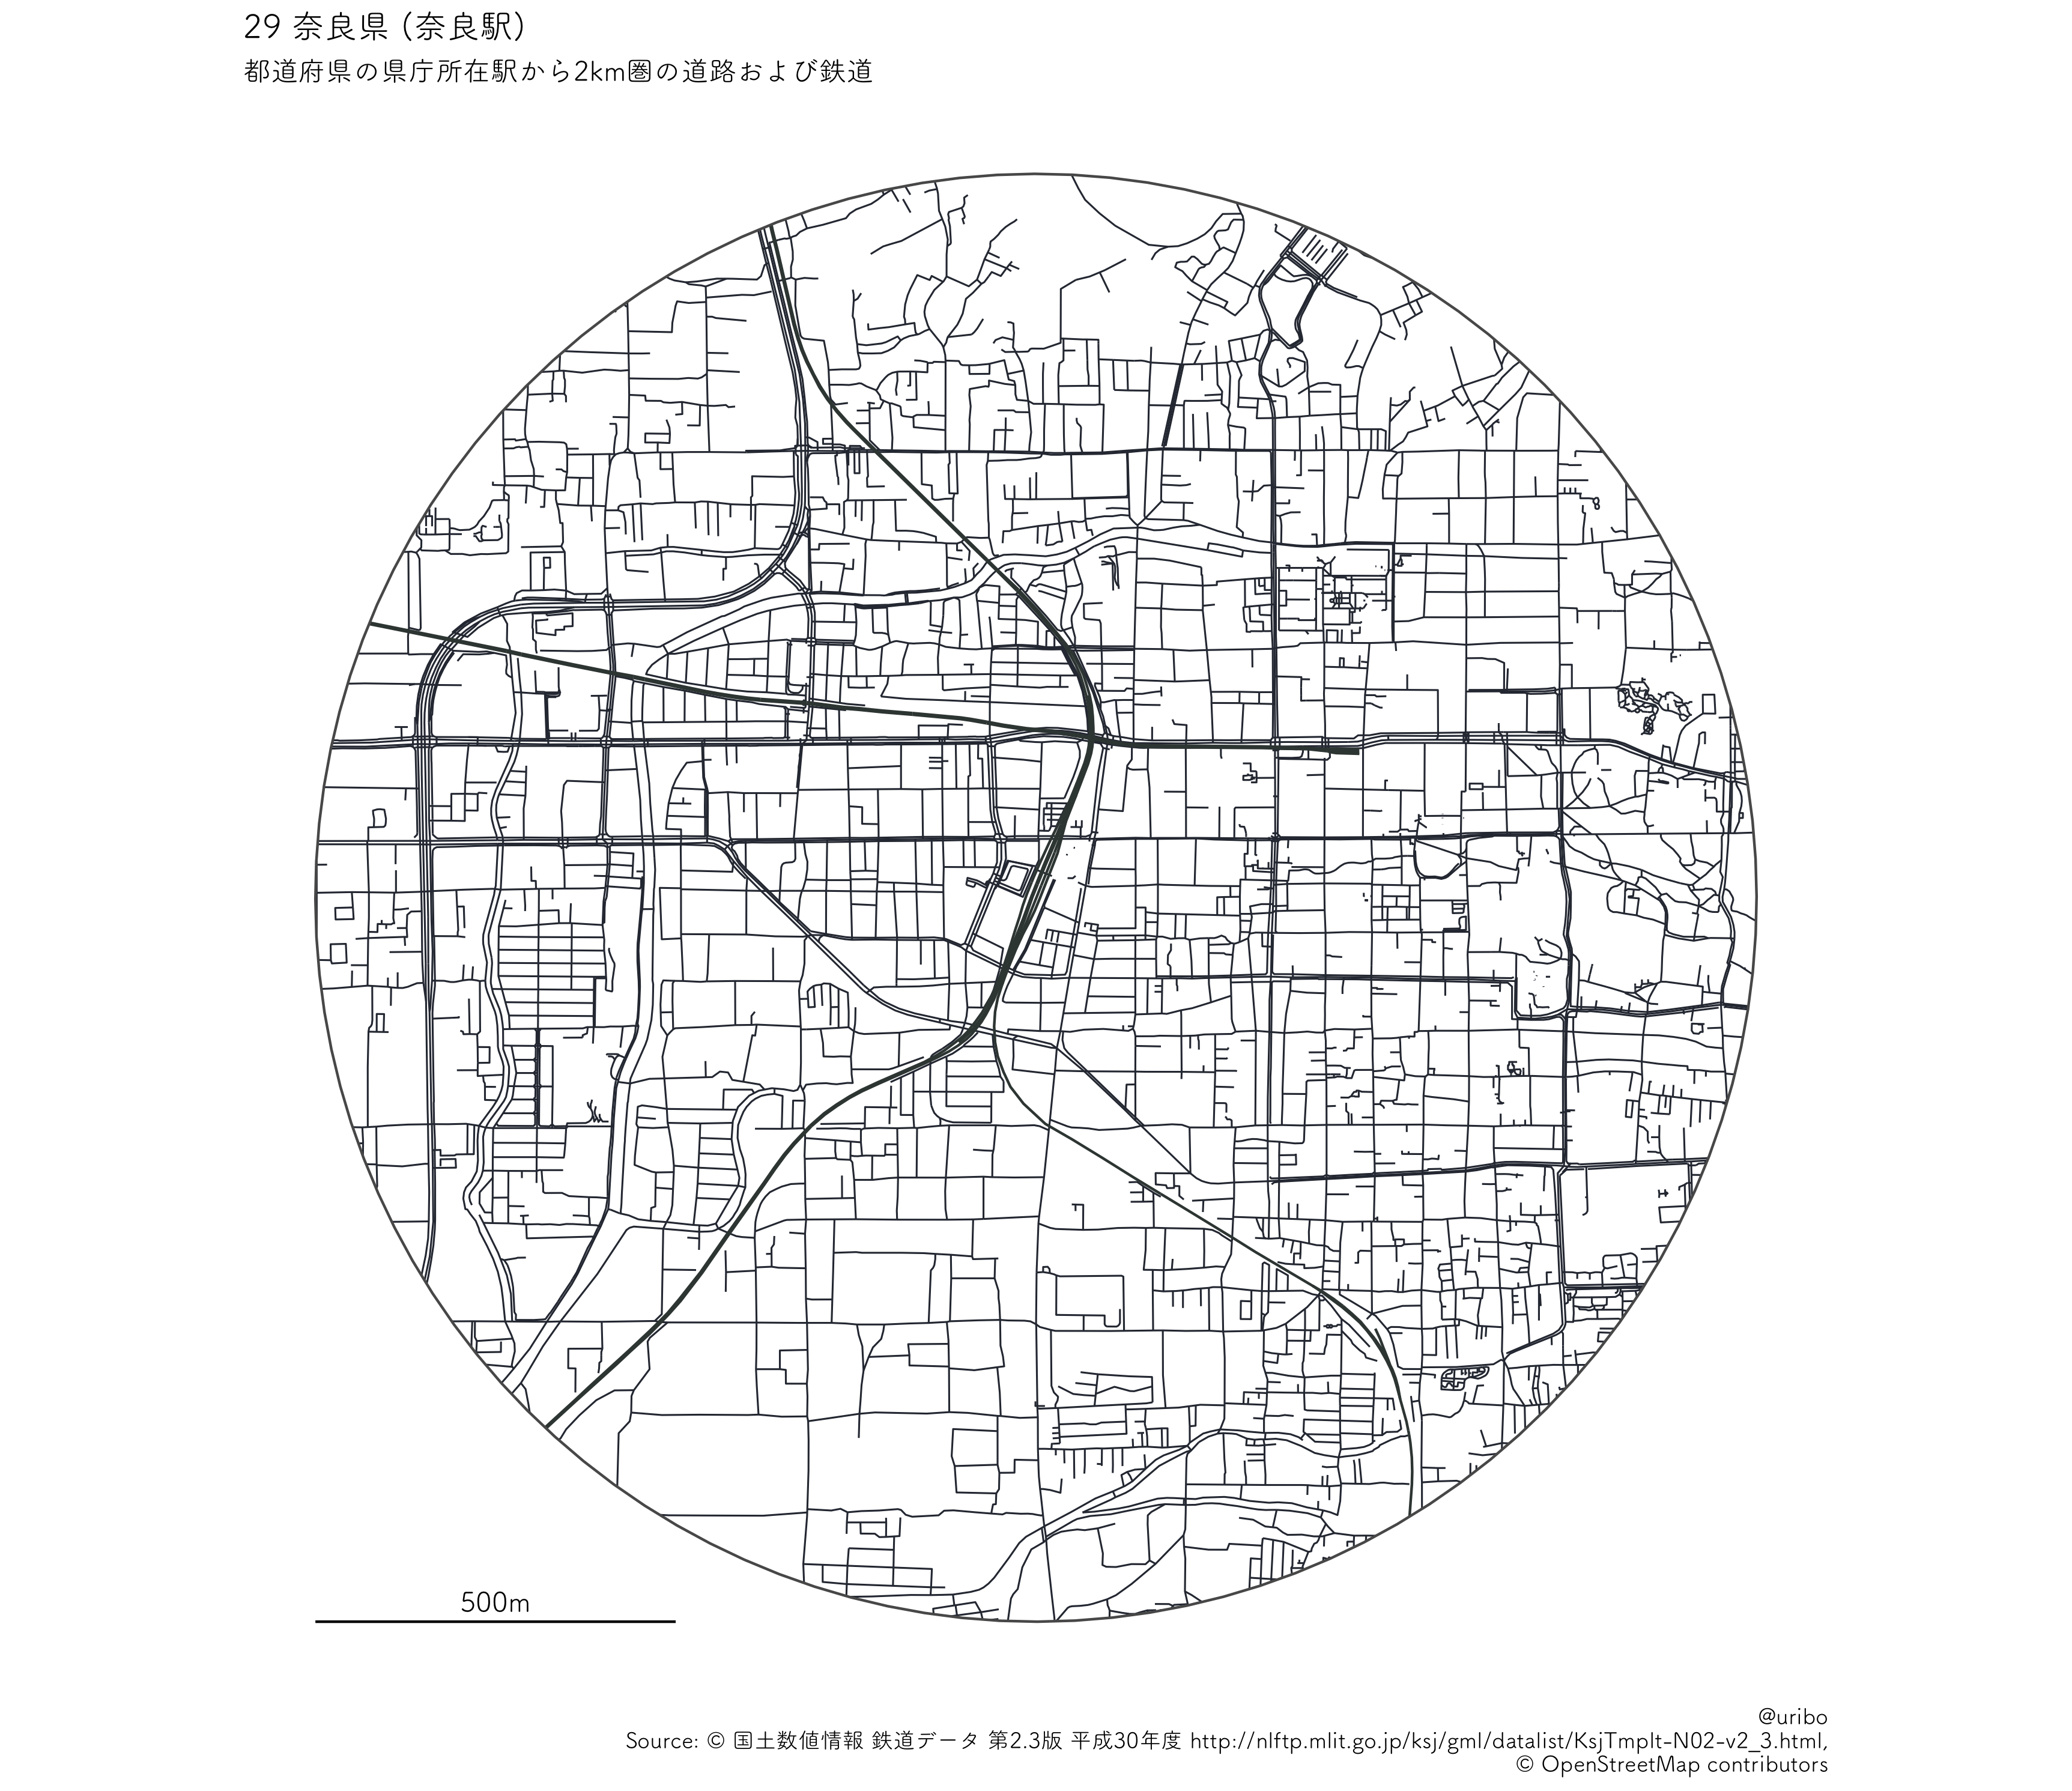 29 奈良県 (奈良駅)
都道府県の県庁所在駅から2km圏の道路および鉄道
500m
@uribo
Source: © 国土数値情報 鉄道データ 第2.3版 平成30年度 http://nlftp.mlit.go.jp/ksj/gml/datalist/KsjTmplt-N02-v2_3.html,
© OpenStreetMap contributors